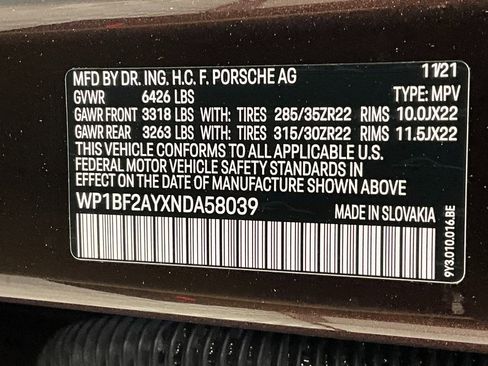 MFD BY DR. ING. H.C. F. PORSCHE AG 11/21
GVWR 6426 LBS TYPE: MPV
GAWR FRONT 3318 LBS WITH: TIRES 285/35ZR22 RIMS 10.0JX22
GAWR REAR 3263 LBS WITH: TIRES 315/30ZR22 RIMS 11.5JX22
THIS VEHICLE CONFORMS TO ALL APPLICABLE U.S.
FEDERAL MOTOR VEHICLE SAFETY STANDARDS IN
EFFECT ON THE DATE OF MANUFACTURE SHOWN ABOVE
WP1BF2AYXNDA58039 MADE IN SLOVAKIA
9Y3.010.016.BE